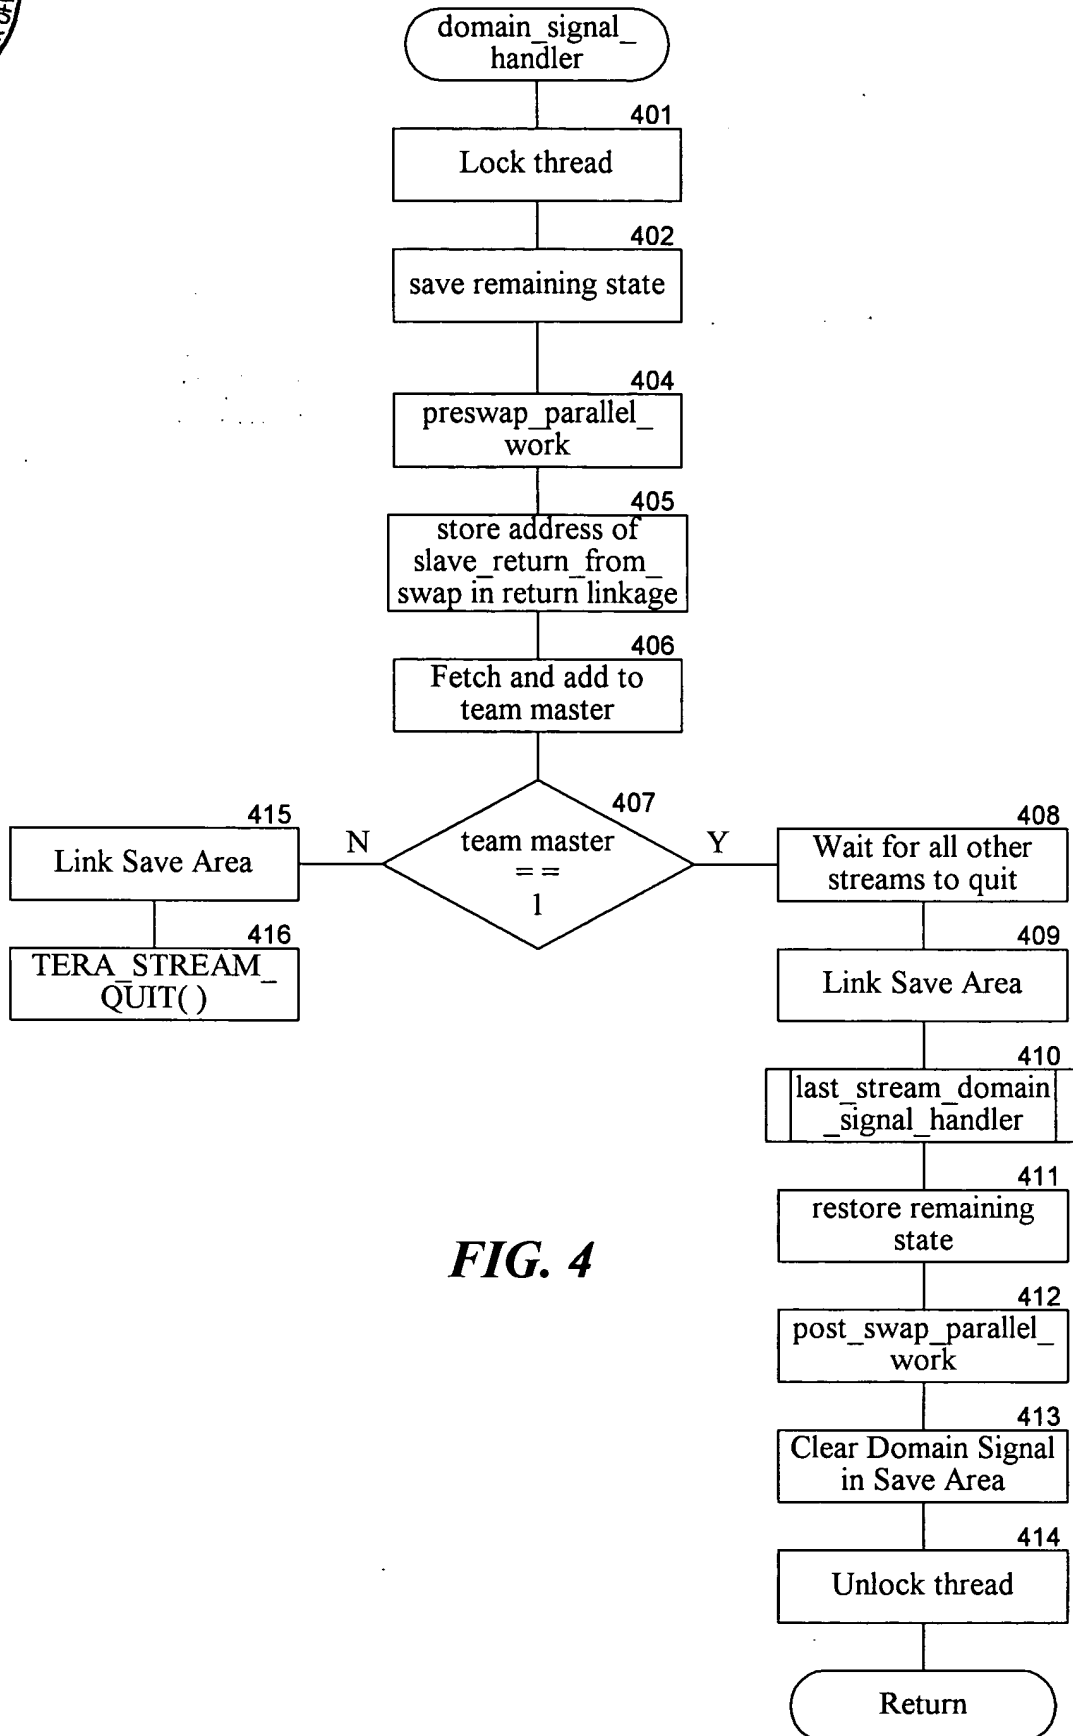 domain_signal_
handler
401
Lock thread
402
save remaining state
404
preswap_parallel_
work
405
store address of
slave_return_from_
swap in return linkage
406
Fetch and add to
team master
407
team master
= =
1
N
Y
415
Link Save Area
416
TERA_STREAM_
QUIT( )
408
Wait for all other
streams to quit
409
Link Save Area
410
last_stream_domain
_signal_handler
411
restore remaining
state
412
post_swap_parallel_
work
413
Clear Domain Signal
in Save Area
414
Unlock thread
Return
FIG. 4